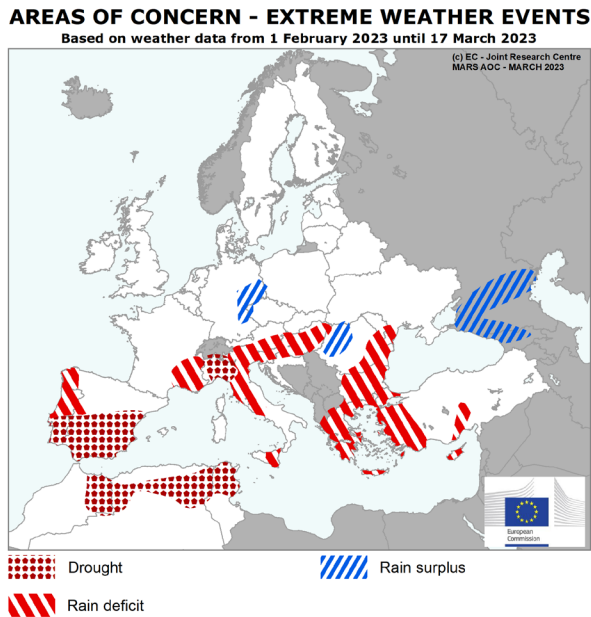 AREAS OF CONCERN - EXTREME WEATHER EVENTS
Based on weather data from 1 February 2023 until 17 March 2023
(c) EC - Joint Research Centre
MARS AOC - MARCH 2023
European
Commission
Drought
Rain surplus
Rain deficit